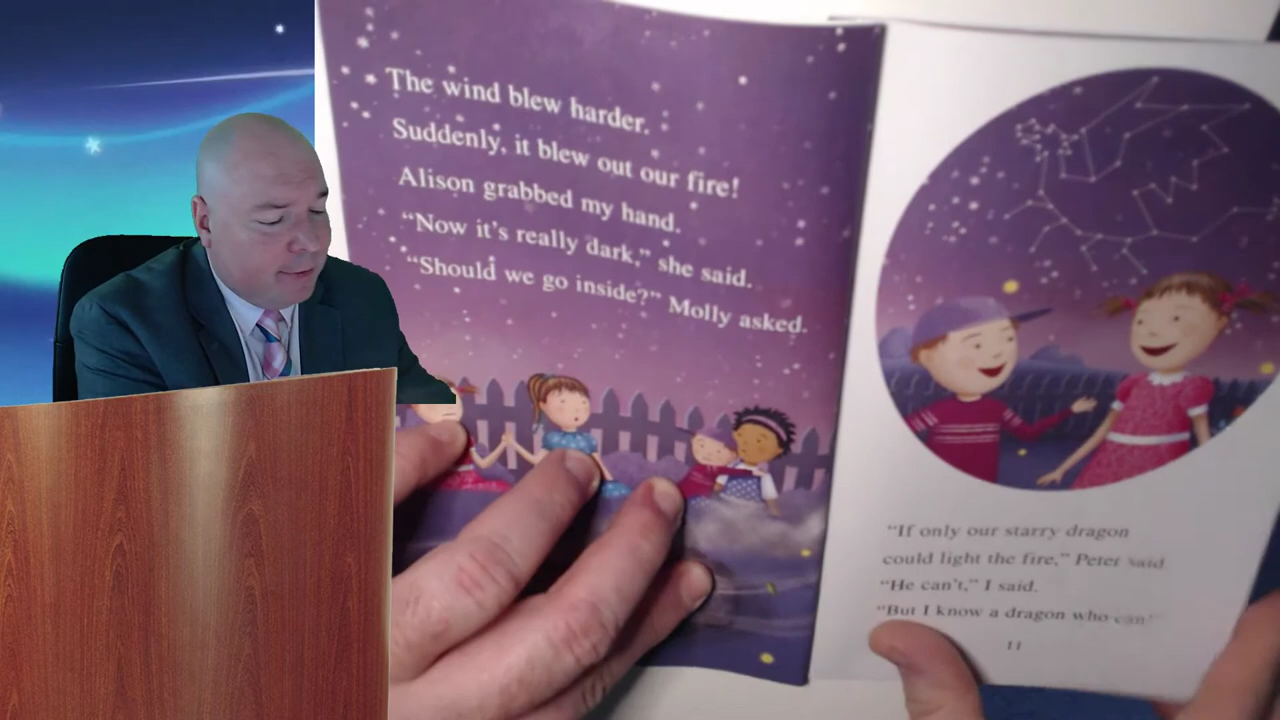 The wind blew harder.
Suddenly, it blew out our fire!
Alison grabbed my hand.
“Now it’s really dark,” she said.
“Should we go inside?” Molly asked.
“If only our starry dragon
could light the fire,” Peter said
“He can’t,” I said.
“But I know a dragon who can!”
11